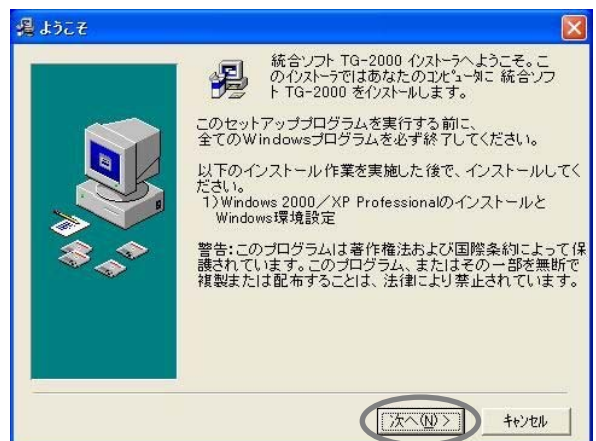 ようこそ
統合ソフト TG-2000 インストーラへようこそ。こ
のインストーラではあなたのコンピュータに 統合ソフ
ト TG-2000 をインストールします。
このセットアッププログラムを実行する前に、
全てのWindowsプログラムを必ず終了してください。
以下のインストール作業を実施した後で、インストールしてく
ださい。
1)Windows 2000／XP Professionalのインストールと
Windows環境設定
警告:このプログラムは著作権法および国際条約によって保
護されています。このプログラム、またはその一部を無断で
複製または配布することは、法律により禁止されています。
次へ(N) >
キャンセル